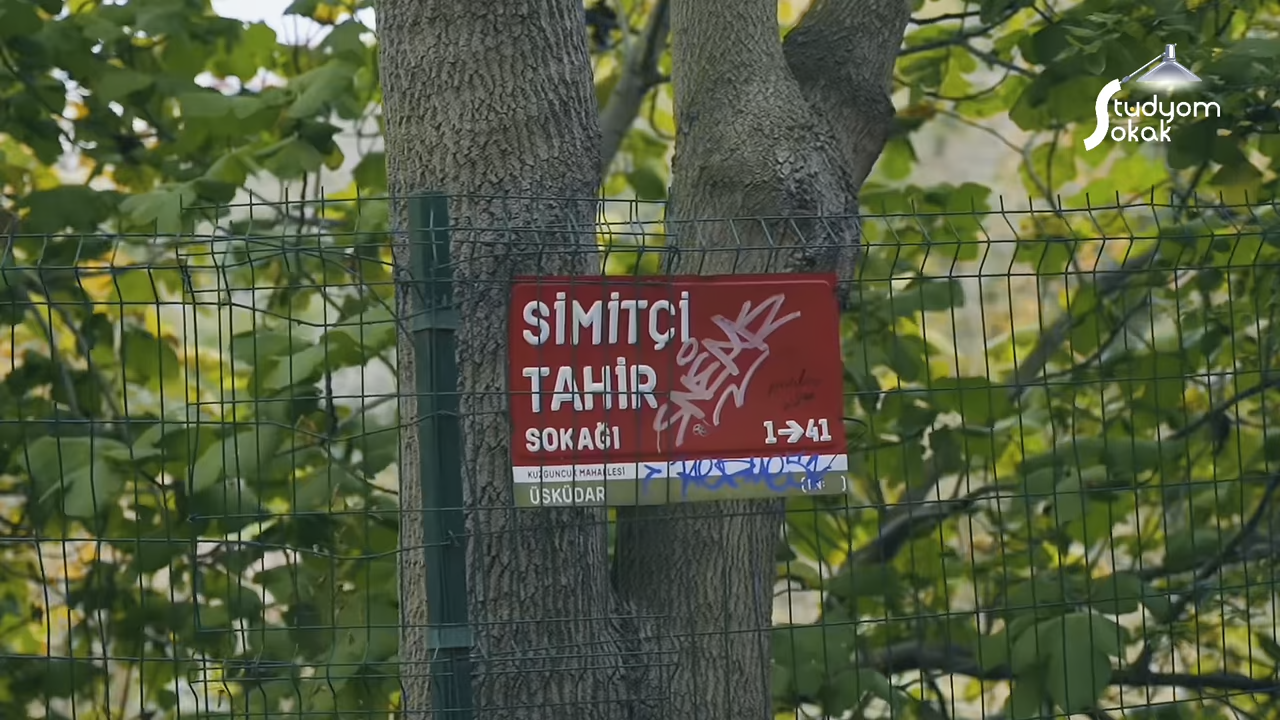 Studyom
Sokak
SİMİTÇİ
TAHİR
SOKAĞI
1→41
KUZGUNCUK MAHALLESİ
ÜSKÜDAR